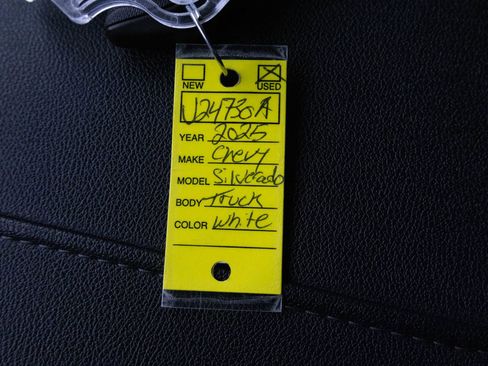 NEW USED
U24730A
YEAR 2025
MAKE Chevy
MODEL Silverado
BODY Truck
COLOR White